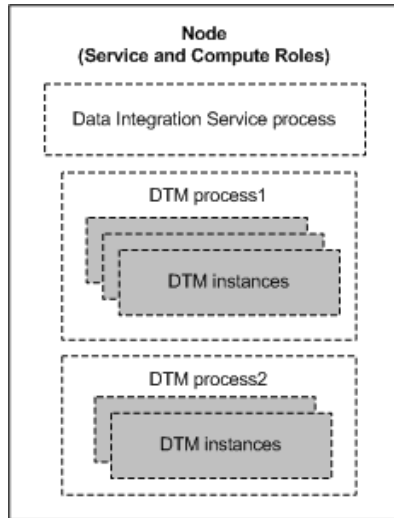 Node
(Service and Compute Roles)
Data Integration Service process
DTM process1
DTM instances
DTM process2
DTM instances